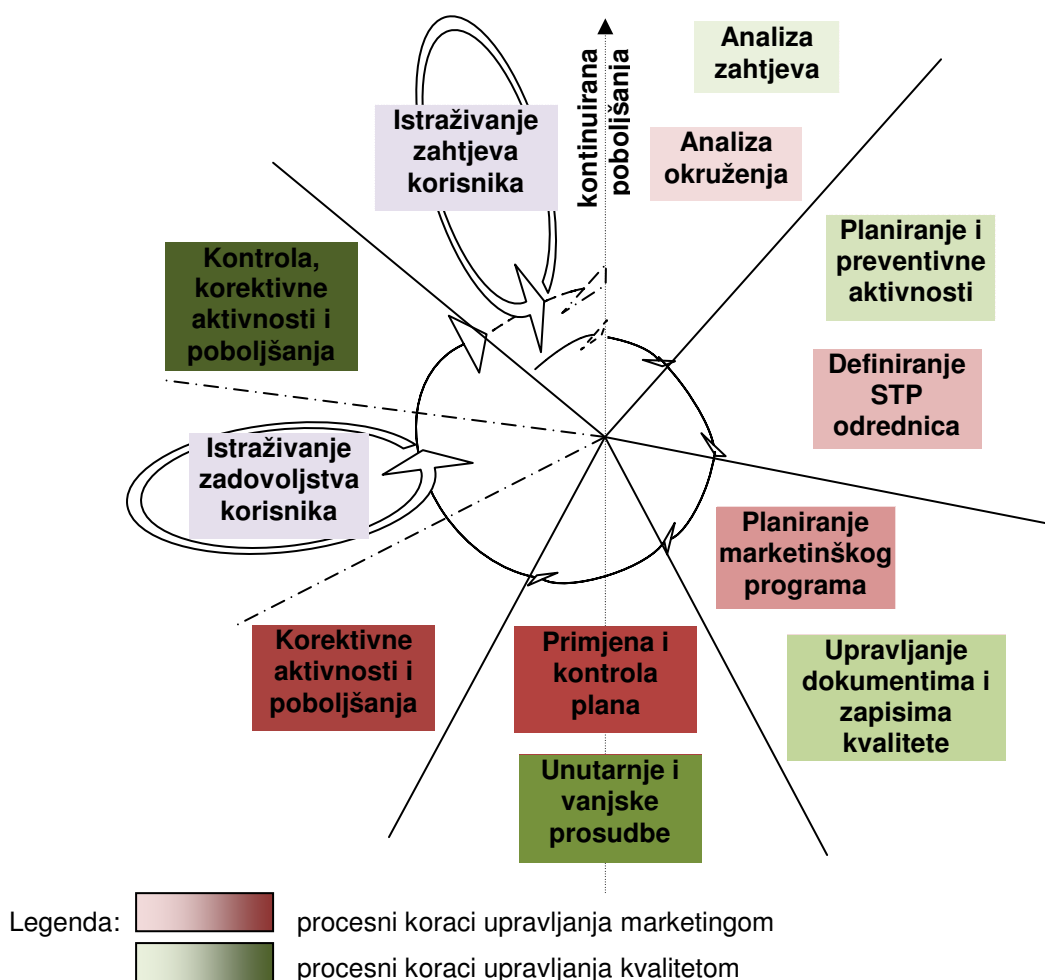 Analiza
zahtjeva
kontinuirana
poboljšanja
Istraživanje
zahtjeva
korisnika
Analiza
okruženja
Planiranje i
preventivne
aktivnosti
Kontrola,
korektivne
aktivnosti i
poboljšanja
Definiranje
STP
odrednica
Istraživanje
zadovoljstva
korisnika
Planiranje
marketinškog
programa
Korektivne
aktivnosti i
poboljšanja
Primjena i
kontrola
plana
Upravljanje
dokumentima i
zapisima
kvalitete
Unutarnje i
vanjske
prosudbe
Legenda:
procesni koraci upravljanja marketingom
procesni koraci upravljanja kvalitetom